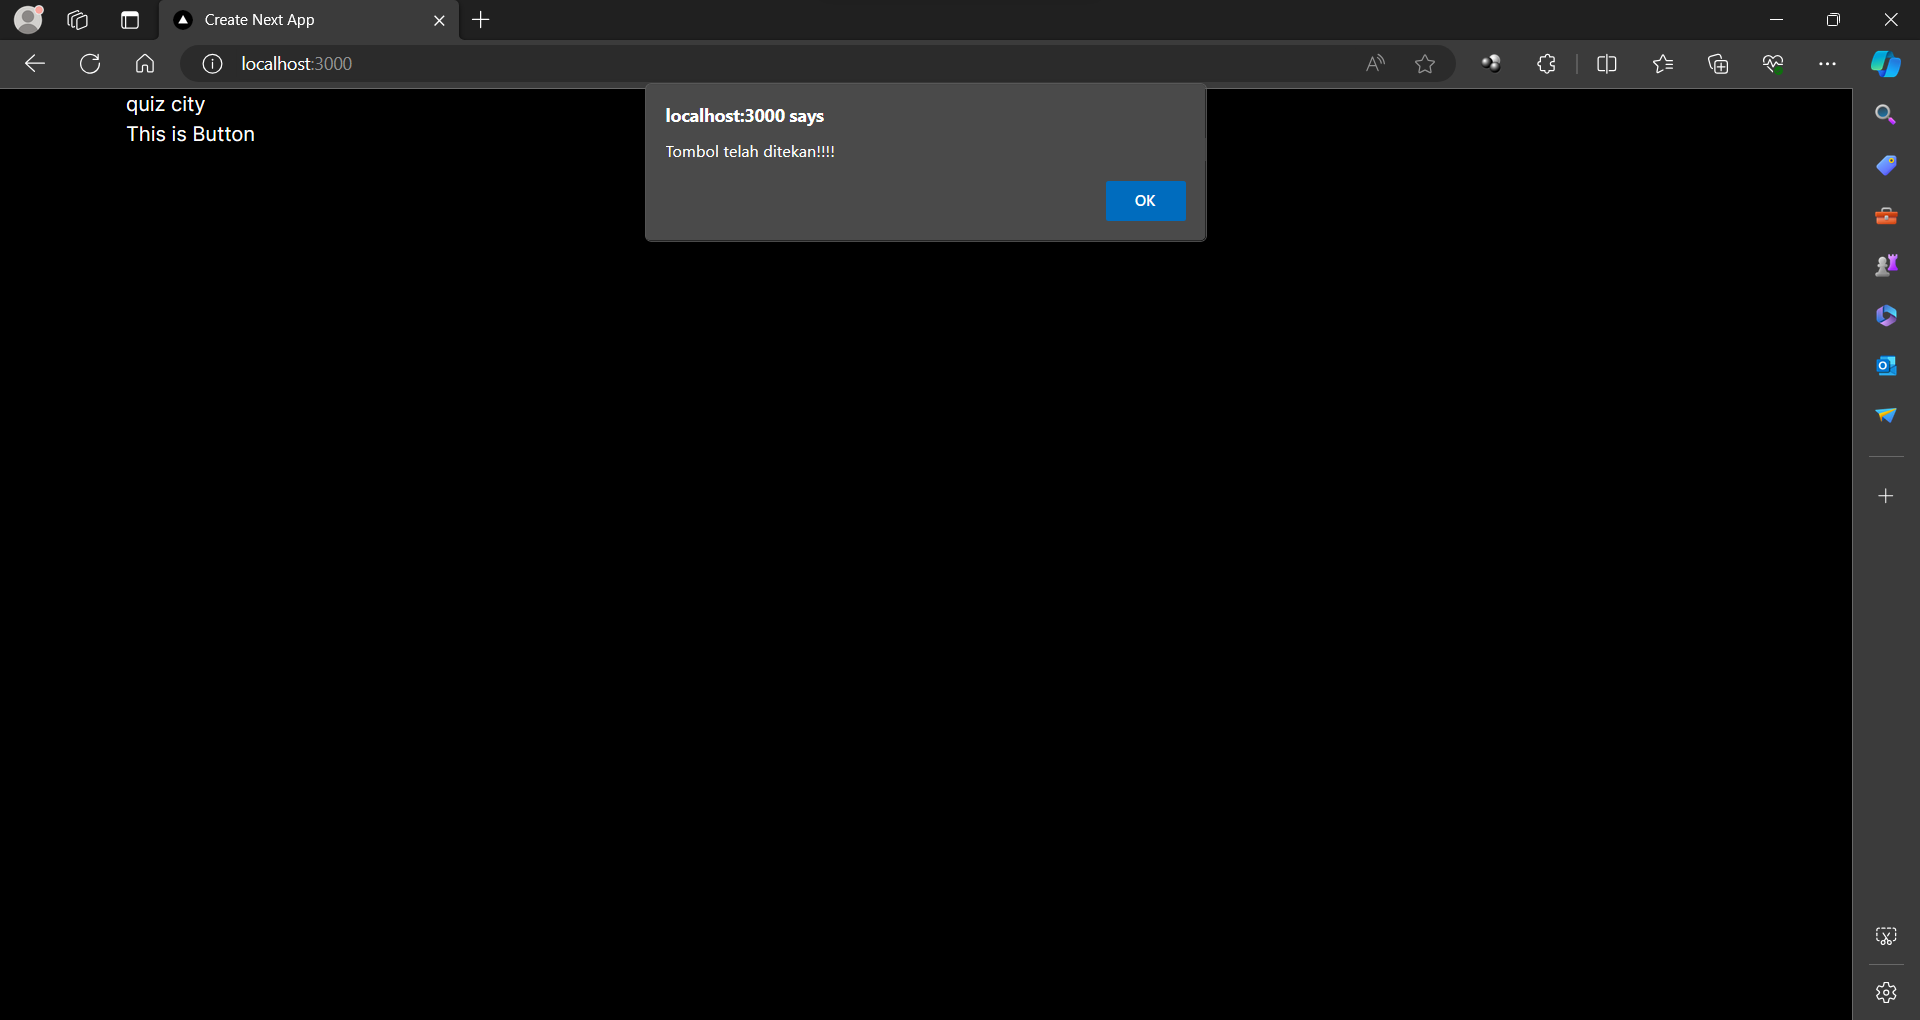 Create Next App
localhost:3000
quiz city
This is Button
localhost:3000 says
Tombol telah ditekan!!!!
OK